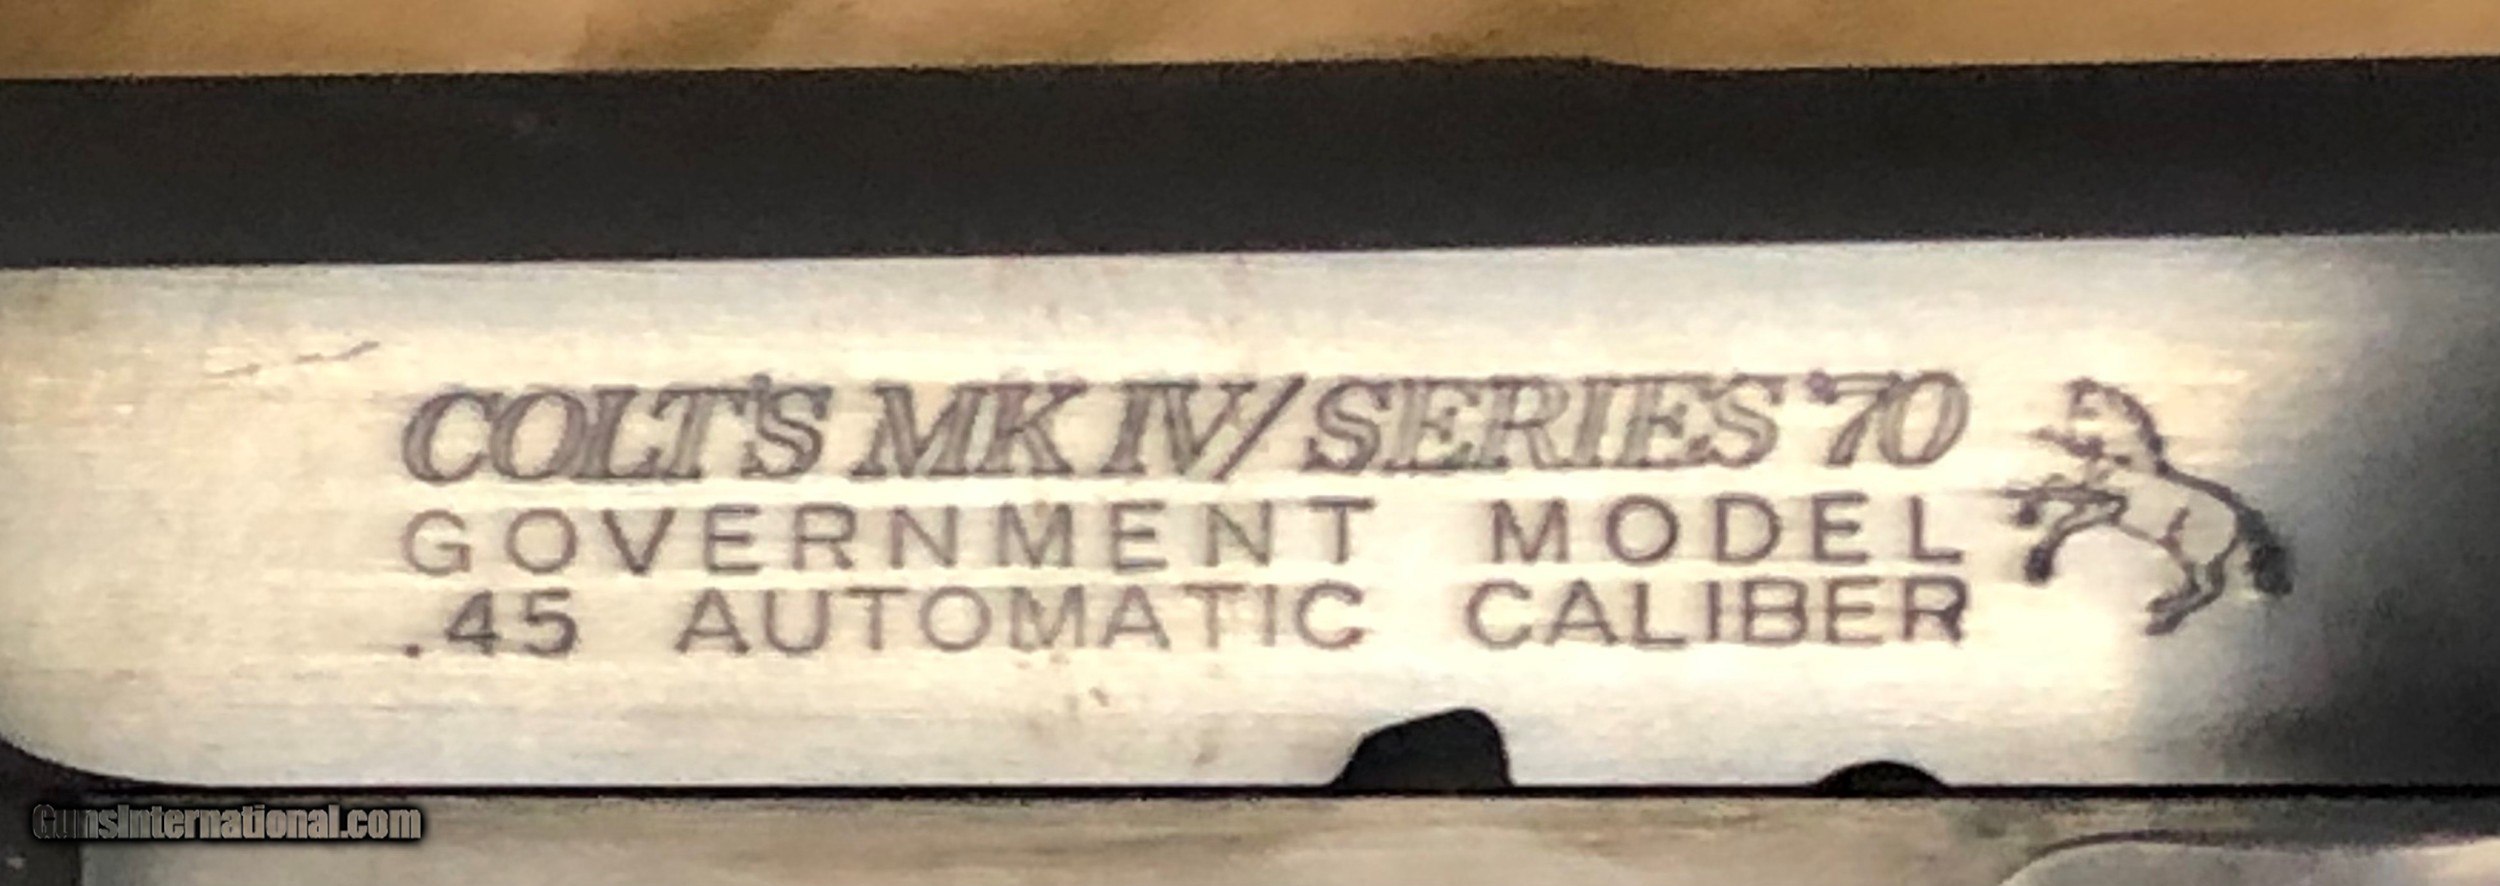 COLT'S MK IV/SERIES '70
GOVERNMENT MODEL
.45 AUTOMATIC CALIBER
GunsInternational.com